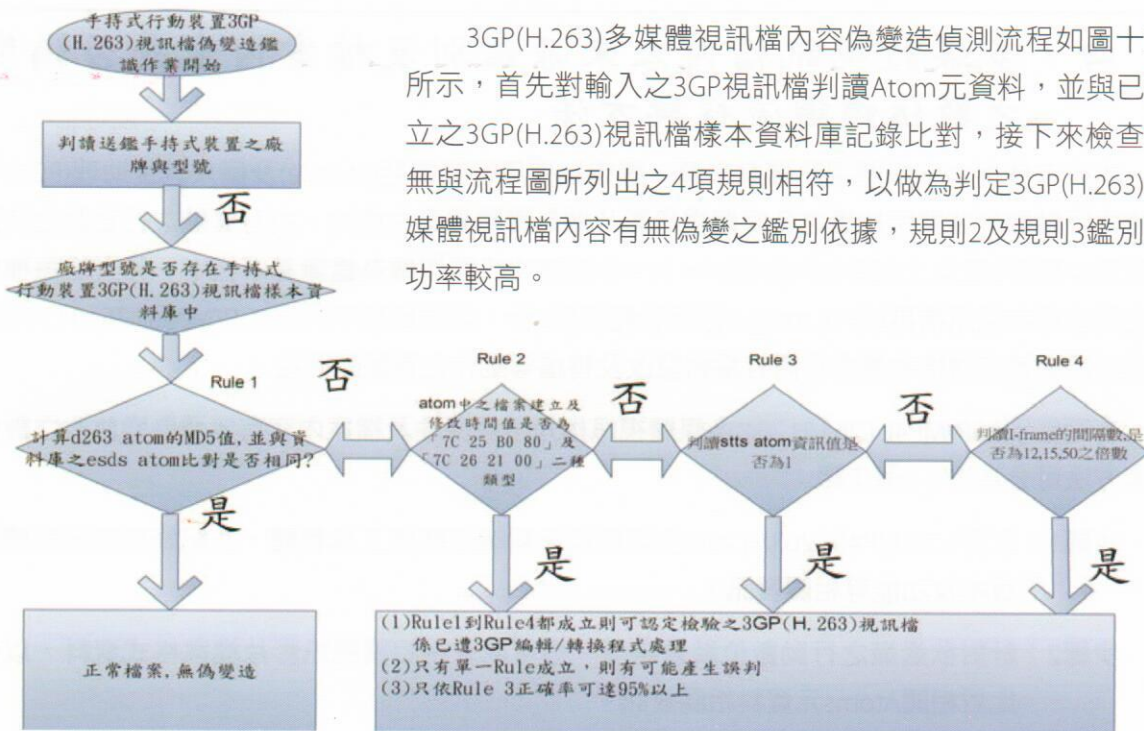 手持式行動裝置3GP
(H.263)視訊檔偽變造鑑
識作業開始
3GP(H.263)多媒體視訊檔內容偽變造偵測流程如圖十
所示，首先對輸入之3GP視訊檔判讀Atom元資料，並與已
立之3GP(H.263)視訊檔樣本資料庫記錄比對，接下來檢查
無與流程圖所列出之4項規則相符，以做為判定3GP(H.263)
媒體視訊檔內容有無偽變之鑑別依據，規則2及規則3鑑別
功率較高。
判讀送鑑手持式裝置之廠
牌與型號
否
廠牌型號是否存在手持式
行動裝置3GP(H.263)視訊檔樣本資
料庫中
Rule 1
否
計算d263 atom的MD5值,並與資
料庫之esds atom比對是否相同?
是
正常檔案,無偽變造
Rule 2
atom中之檔案建立及
修改時間值是否為
「7C 25 B0 80」及
「7C 26 21 00」二種
類型
否
是
Rule 3
判讀stts atom資訊值是
否為1
否
是
Rule 4
判讀I-frame的間隔數,是
否為12,15,50之倍數
是
(1)Rule1到Rule4都成立則可認定檢驗之3GP(H.263)視訊檔
係已遭3GP編輯/轉換程式處理
(2)只有單一Rule成立，則有可能產生誤判
(3)只依Rule 3正確率可達95%以上